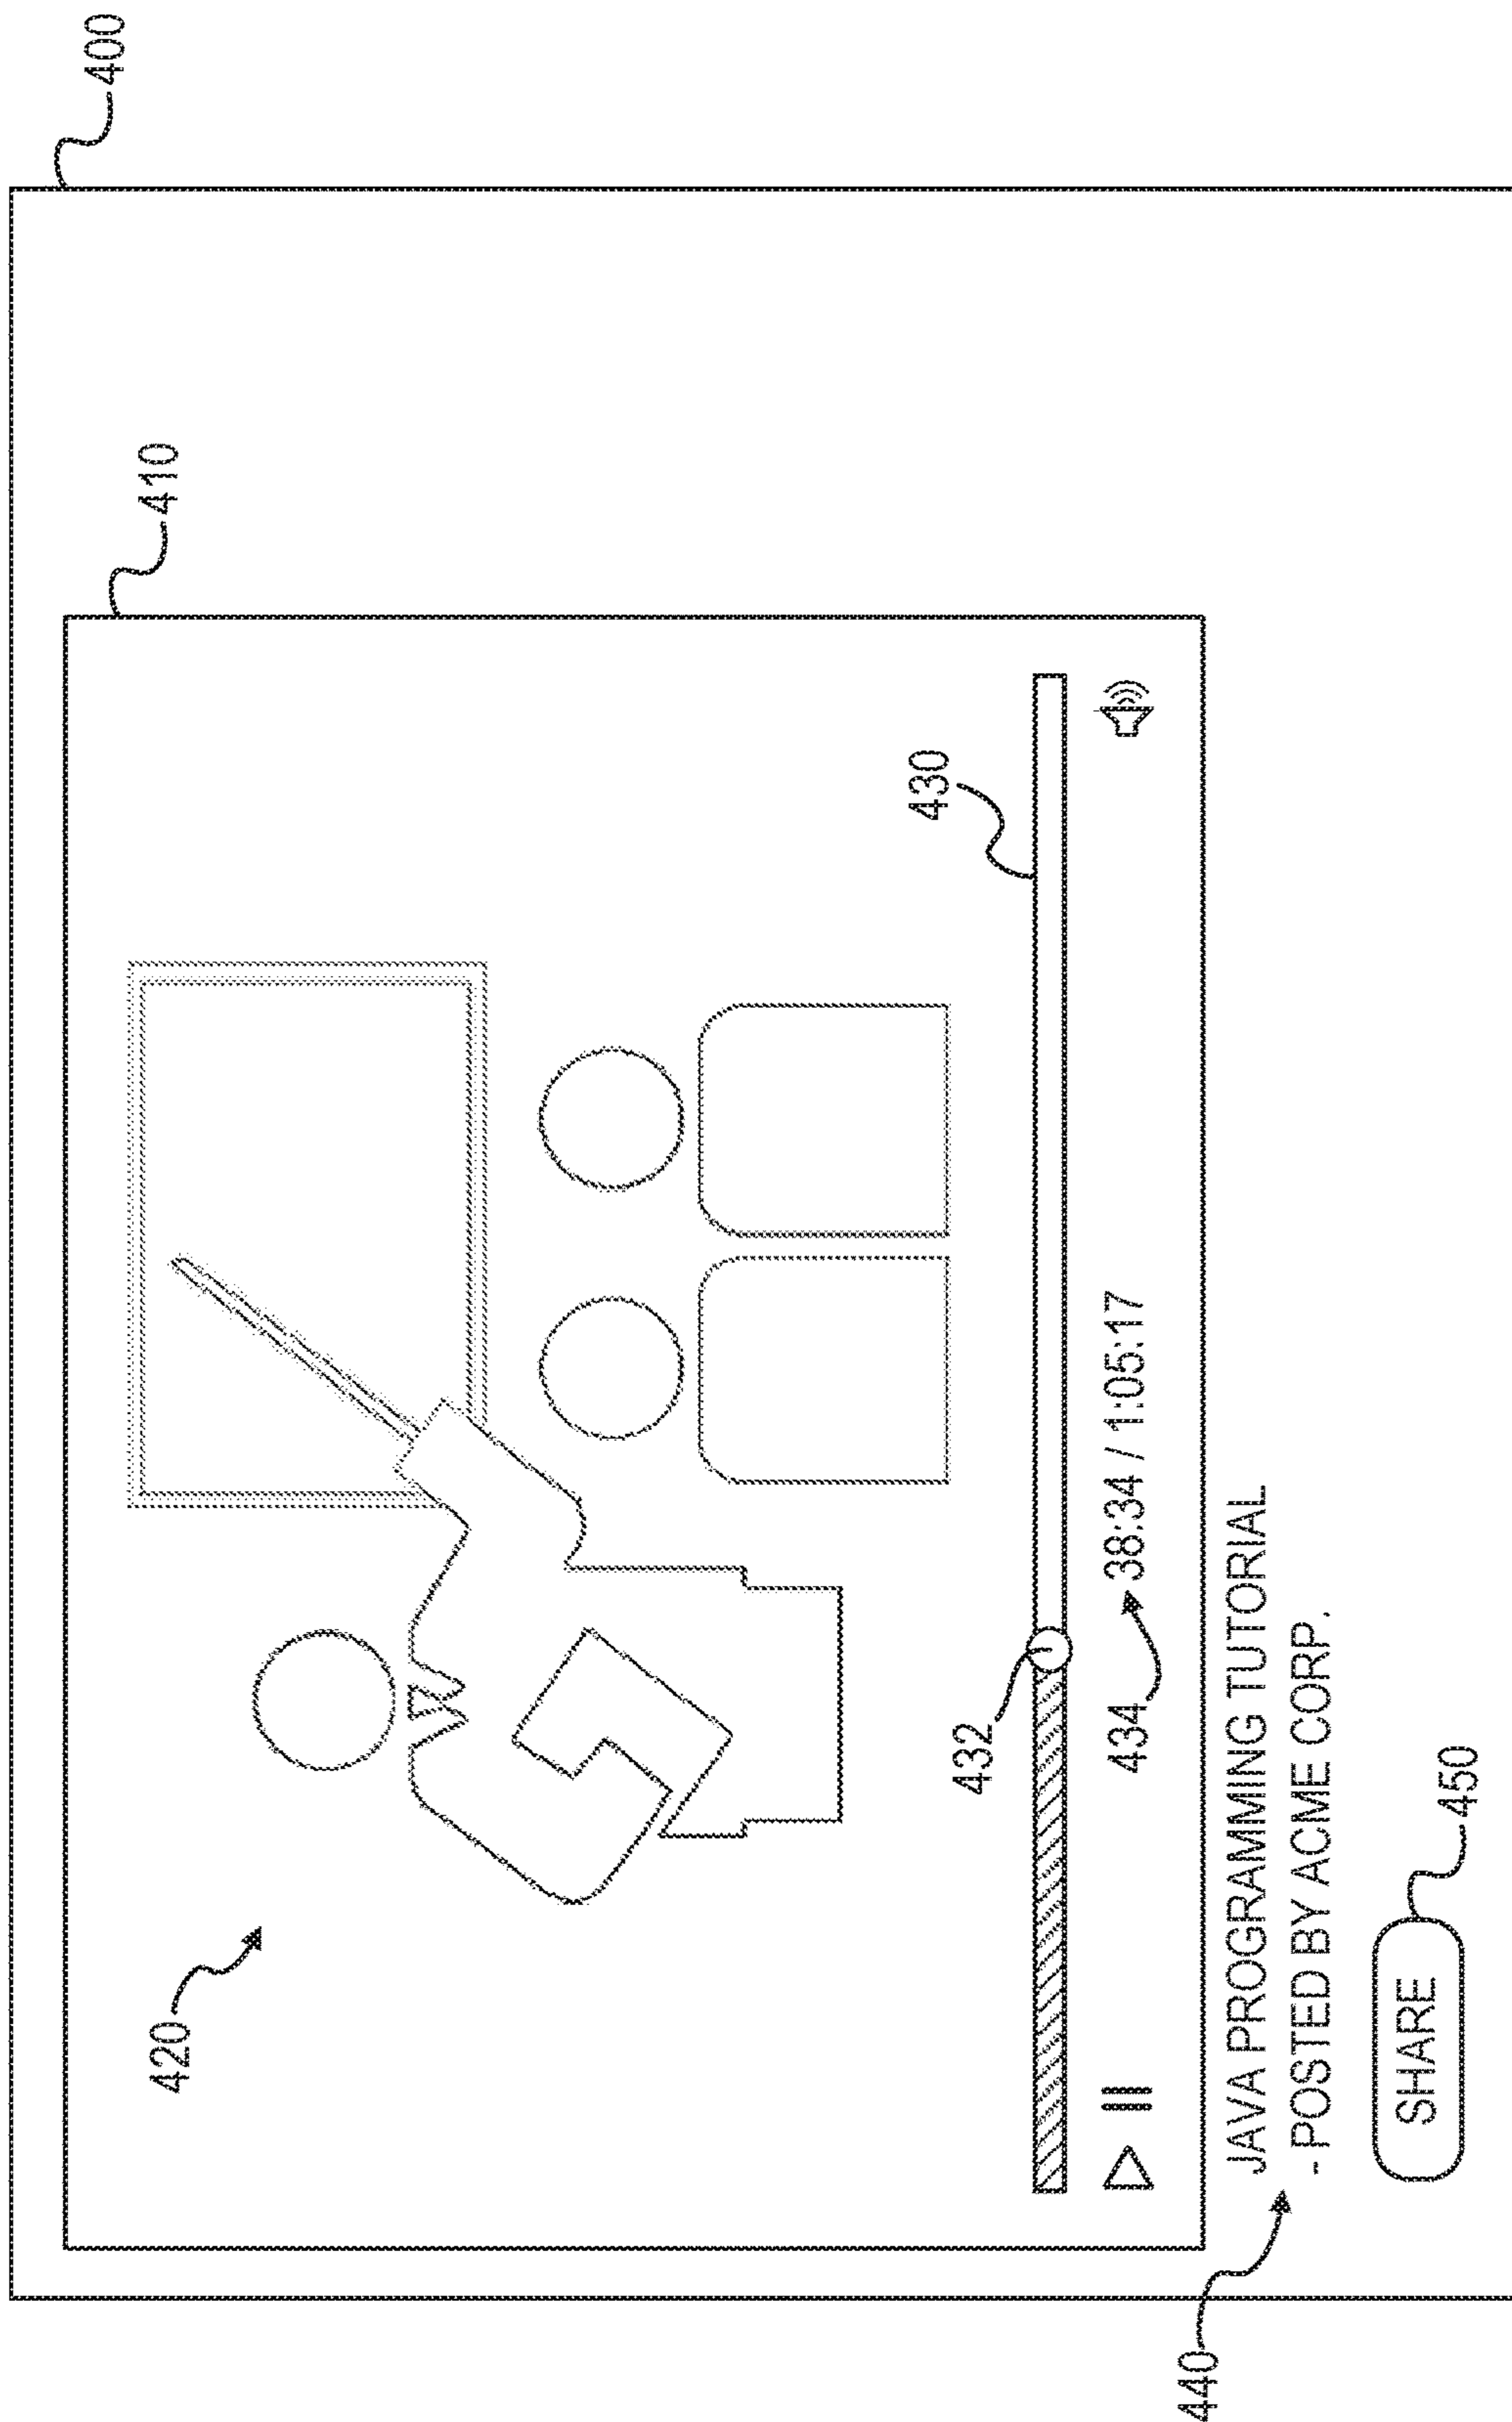 400
410
420
430
432
434
38:34 / 1:05:17
440
JAVA PROGRAMMING TUTORIAL
- POSTED BY ACME CORP.
SHARE
450